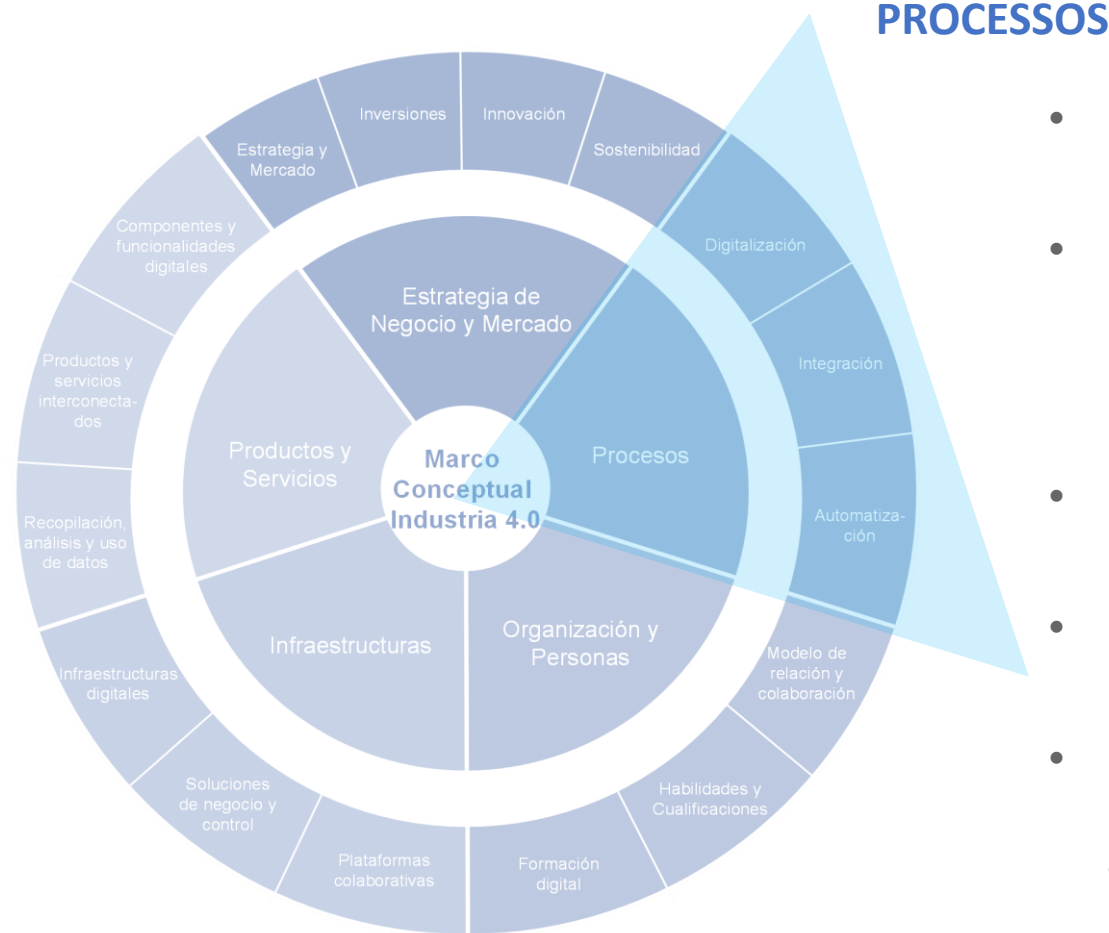 PROCESSOS
Inversiones
Innovación
Estrategia y
Mercado
Sostenibilidad
Componentes y
funcionalidades
digitales
Digitalización
Estrategia de
Negocio y Mercado
Productos y
servicios
interconecta-
dos
Integración
Productos y
Servicios
Marco
Conceptual
Industria 4.0
Procesos
Recopilación,
análisis y uso
de datos
Automatiza-
ción
Infraestructuras
Organización y
Personas
Infraestructuras
digitales
Modelo de
relación y
colaboración
Soluciones
de negocio y
control
Habilidades y
Cualificaciones
Plataformas
colaborativas
Formación
digital